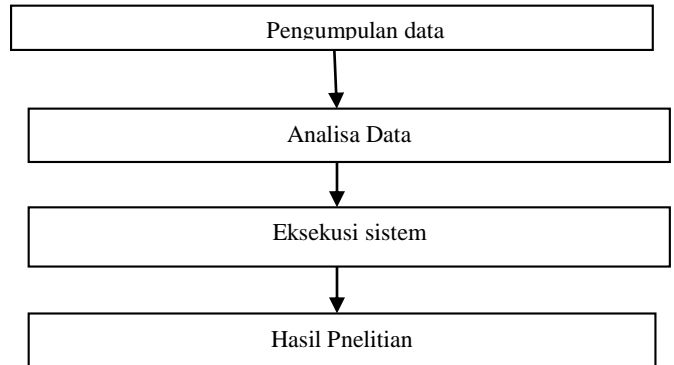 Pengumpulan data
Analisa Data
Eksekusi sistem
Hasil Pnelitian